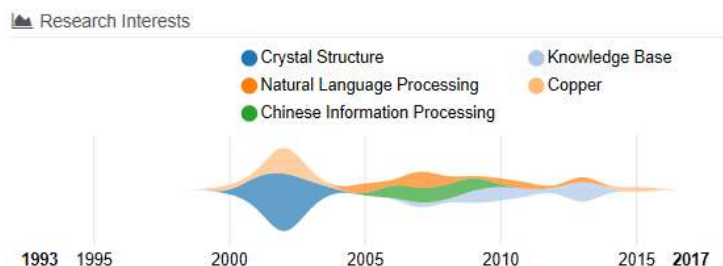 Research Interests
Crystal Structure Knowledge Base
Natural Language Processing Copper
Chinese Information Processing
1993 1995 2000 2005 2010 2015 2017